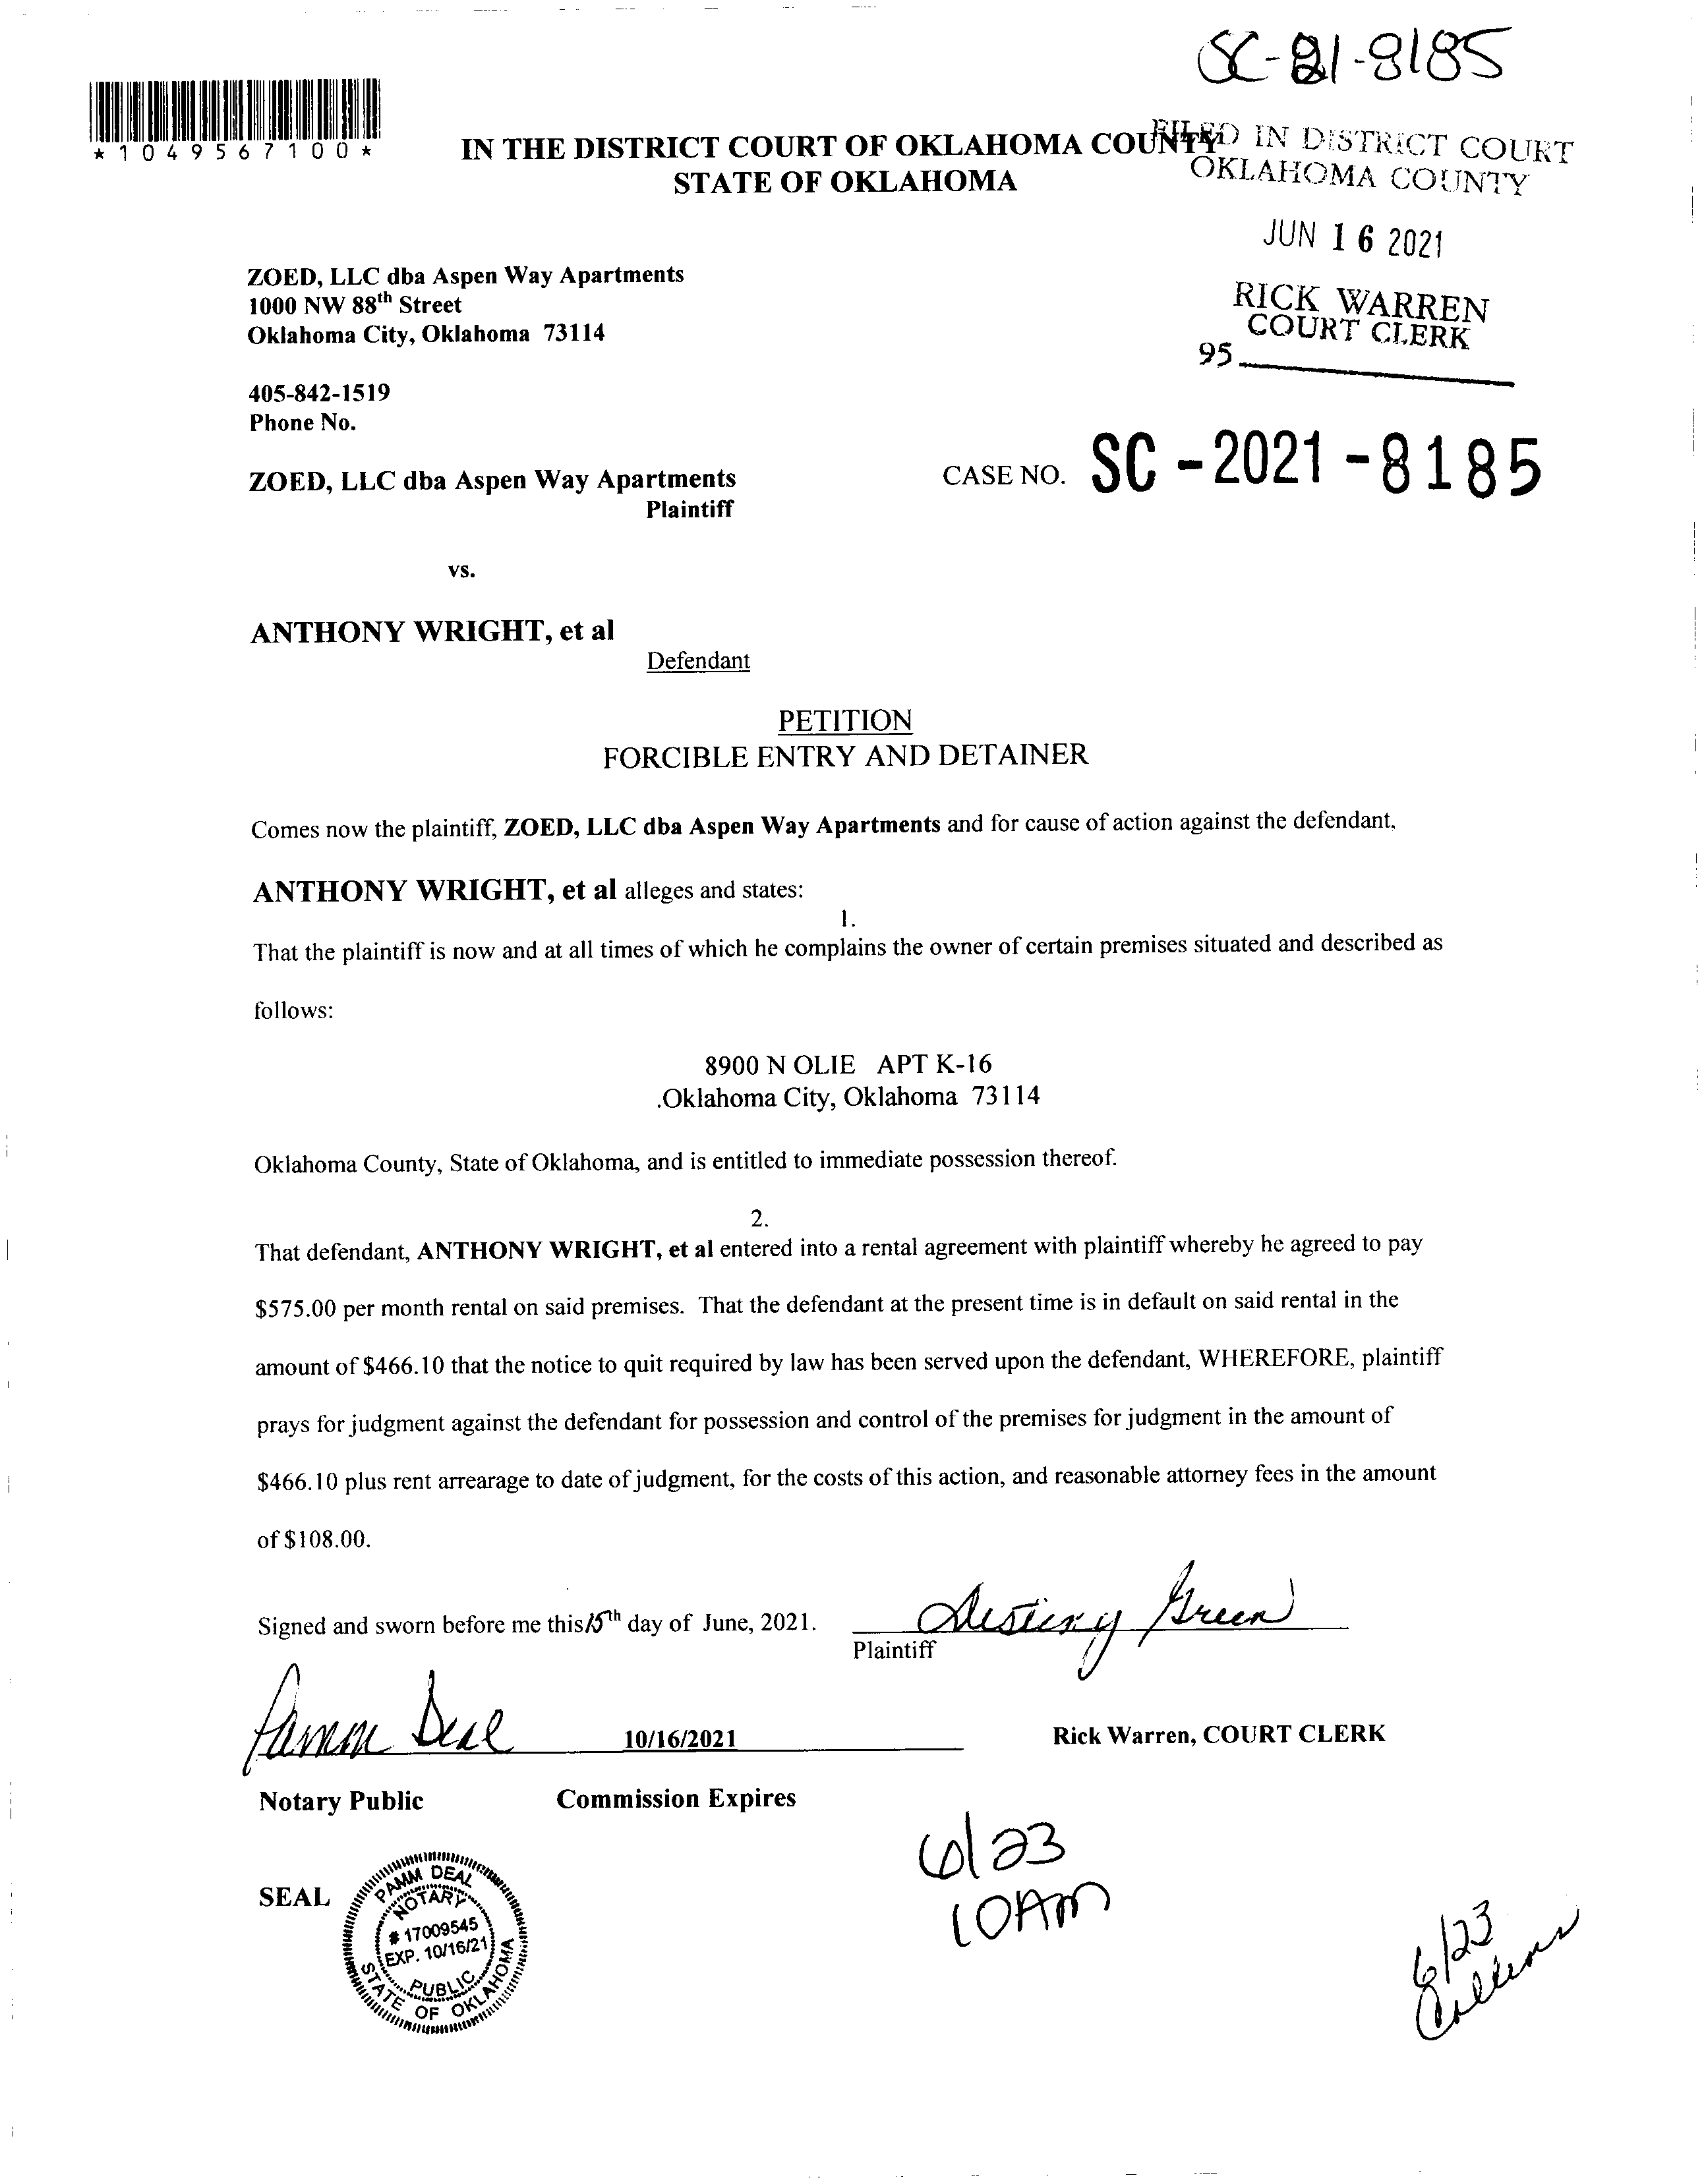 SC-21-8185
*1049567100*
IN THE DISTRICT COURT OF OKLAHOMA COUNTY
STATE OF OKLAHOMA
FILED IN DISTRICT COURT
OKLAHOMA COUNTY
JUN 16 2021
RICK WARREN
COURT CLERK
95
ZOED, LLC dba Aspen Way Apartments
1000 NW 88th Street
Oklahoma City, Oklahoma 73114
405-842-1519
Phone No.
ZOED, LLC dba Aspen Way Apartments
Plaintiff
CASE NO. SC-2021-8185
vs.
ANTHONY WRIGHT, et al
Defendant
PETITION
FORCIBLE ENTRY AND DETAINER
Comes now the plaintiff, ZOED, LLC dba Aspen Way Apartments and for cause of action against the defendant,
ANTHONY WRIGHT, et al alleges and states:
1.
That the plaintiff is now and at all times of which he complains the owner of certain premises situated and described as
follows:
8900 N OLIE APT K-16
.Oklahoma City, Oklahoma 73114
Oklahoma County, State of Oklahoma, and is entitled to immediate possession thereof.
2.
That defendant, ANTHONY WRIGHT, et al entered into a rental agreement with plaintiff whereby he agreed to pay
$575.00 per month rental on said premises. That the defendant at the present time is in default on said rental in the
amount of $466.10 that the notice to quit required by law has been served upon the defendant, WHEREFORE, plaintiff
prays for judgment against the defendant for possession and control of the premises for judgment in the amount of
$466.10 plus rent arrearage to date of judgment, for the costs of this action, and reasonable attorney fees in the amount
of $108.00.
Signed and sworn before me this 15th day of June, 2021.
Destiny Green
Plaintiff
Pamm Deal
10/16/2021
Rick Warren, COURT CLERK
Notary Public
Commission Expires
6/23
10AM
SEAL
PAMM DEAL
NOTARY
# 17009545
EXP. 10/16/21
PUBLIC
STATE OF OKLAHOMA
6/23